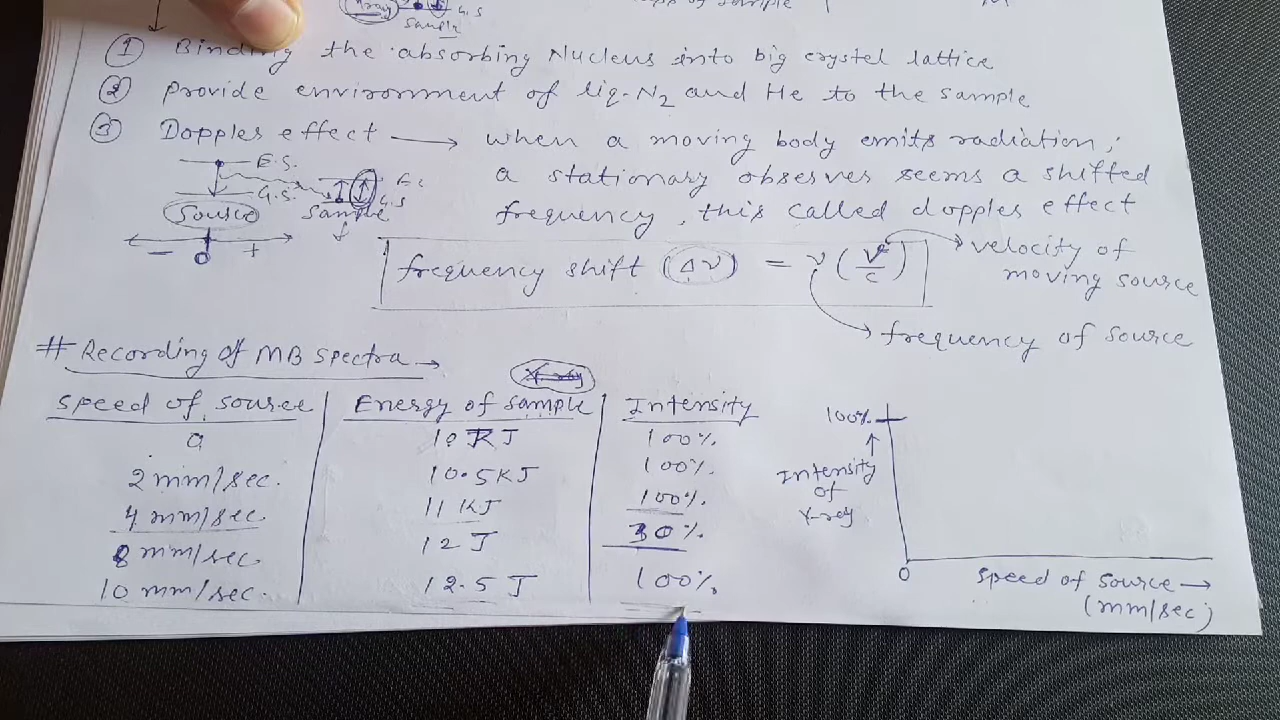 G.S
Sample
① Binding the absorbing Nucleus into big crystel lattice
② Provide environment of liq-N₂ and He to the sample
③ Dopples effect ⟶ when a moving body emits radiation,
a stationary observes seems a shifted
frequency, this called dopples effect
E.S.
G.S.
Source
Sample
G.S
- 0 +
frequency shift (Δν) = ν (V/c)
velocity of
moving source
frequency of source
# Recording of MB spectra →
Speed of source | Energy of sample | Intensity
0 | 10 KJ | 100%
2 mm/sec. | 10.5 KJ | 100%.
4 mm/sec. | 11 KJ | 100%
8 mm/sec. | 12 J | 30%.
10 mm/sec. | 12.5 J | 100%.
100%.
Intensity
of
γ-rey
0
Speed of source →
(mm/sec)